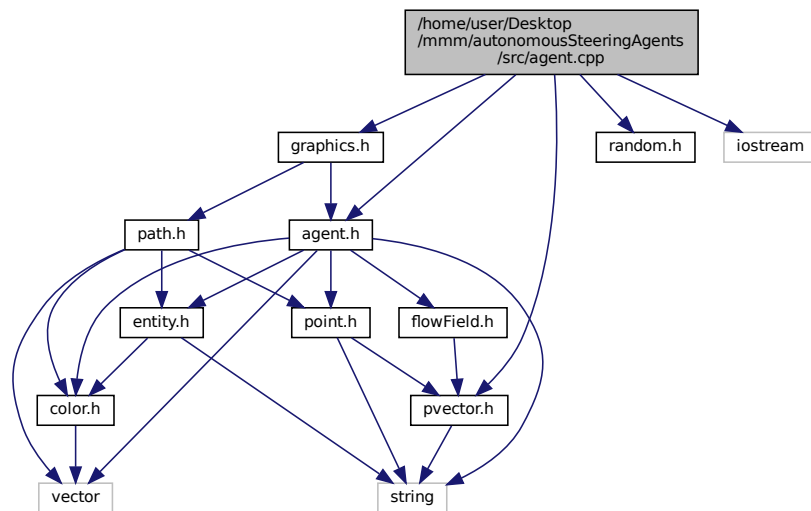 /home/user/Desktop
/mmm/autonomousSteeringAgents
/src/agent.cpp
graphics.h
random.h
iostream
path.h
agent.h
entity.h
point.h
flowField.h
color.h
pvector.h
vector
string